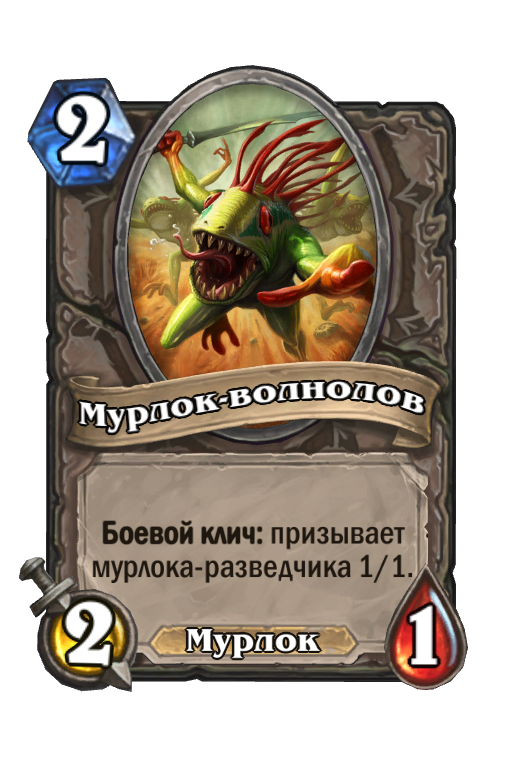 2
Мурлок-волнолов
Боевой клич: призывает
мурлока-разведчика 1/1.
2
Мурлок
1